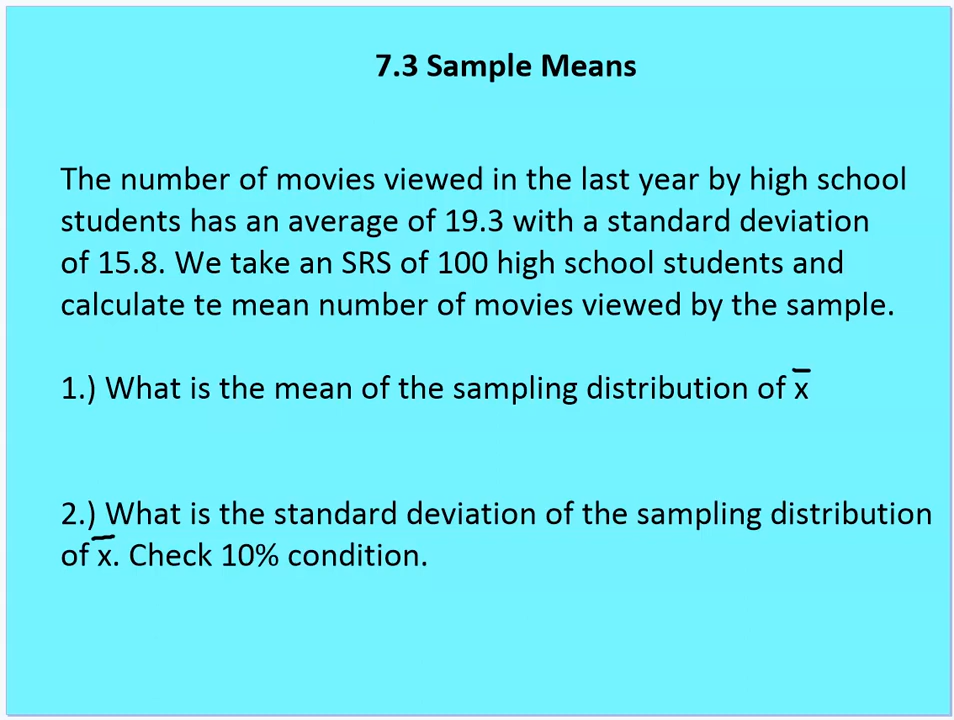 7.3 Sample Means
The number of movies viewed in the last year by high school
students has an average of 19.3 with a standard deviation
of 15.8. We take an SRS of 100 high school students and
calculate te mean number of movies viewed by the sample.
1.) What is the mean of the sampling distribution of x̄
2.) What is the standard deviation of the sampling distribution
of x̄. Check 10% condition.